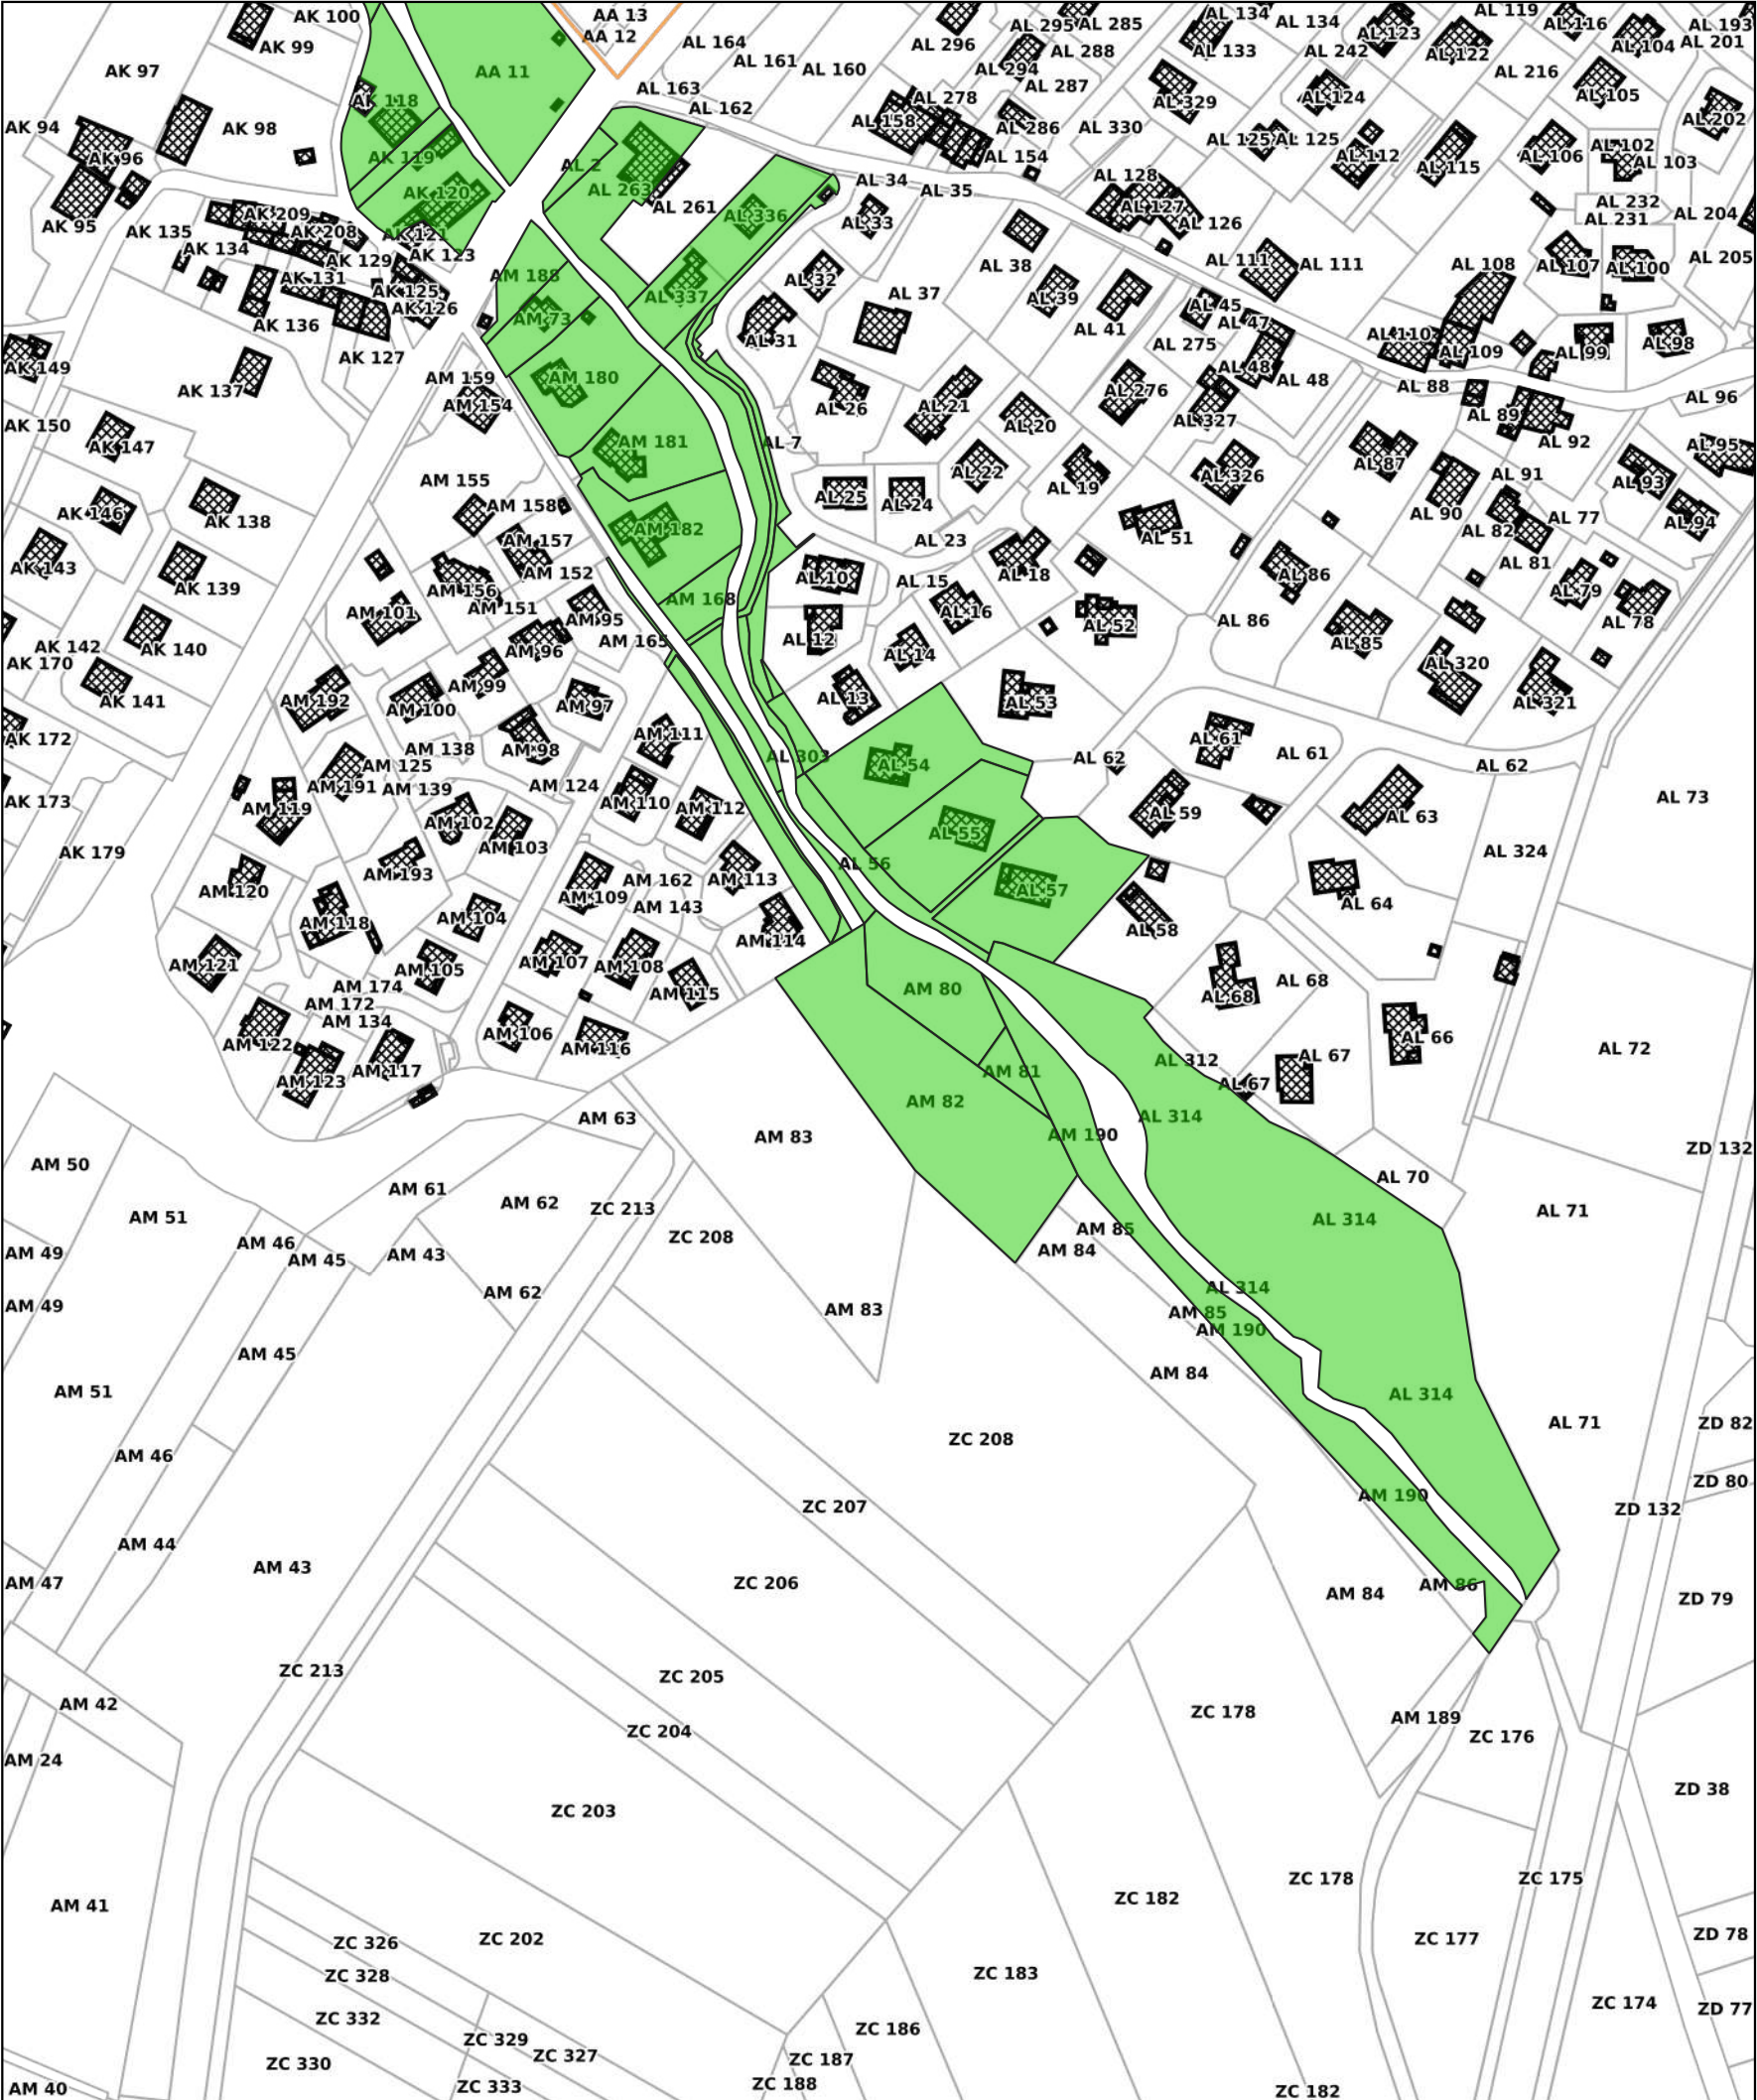 AK 100
AA 13
AL 295
AL 285
AL 134
AL 134
AL 119
AL 116
AL 193
AK 99
AA 12
AL 164
AL 296
AL 288
AL 133
AL 242
AL 123
AL 122
AL 104
AL 201
AK 97
AA 11
AL 161
AL 160
AL 294
AL 287
AL 216
AL 163
AL 162
AL 278
AL 329
AL 124
AL 105
AK 118
AK 94
AK 98
AL 158
AL 286
AL 330
AL 125
AL 125
AL 202
AK 96
AK 119
AL 2
AL 154
AL 112
AL 115
AL 106
AL 102
AL 103
AK 120
AL 263
AL 34
AL 35
AL 128
AL 232
AK 95
AK 209
AL 261
AL 336
AL 33
AL 127
AL 126
AL 231
AL 204
AK 135
AK 208
AK 121
AK 134
AK 129
AK 123
AL 38
AL 111
AL 111
AL 108
AL 107
AL 100
AL 205
AK 131
AM 188
AL 32
AK 125
AL 337
AL 37
AL 39
AK 126
AM 73
AL 45
AK 136
AL 31
AL 41
AL 47
AL 110
AL 98
AK 127
AL 275
AL 109
AL 99
AK 149
AM 159
AM 180
AL 48
AL 48
AL 88
AK 137
AM 154
AL 26
AL 21
AL 276
AL 96
AK 150
AL 20
AL 327
AL 899
AL 92
AK 147
AM 181
AL 7
AL 95
AL 87
AM 155
AL 22
AL 326
AL 91
AL 93
AL 19
AK 146
AK 138
AM 158
AL 25
AL 24
AL 90
AL 77
AL 94
AM 182
AL 82
AM 157
AL 23
AL 51
AL 81
AK 143
AM 152
AL 10
AL 18
AL 86
AK 139
AM 156
AL 15
AL 79
AM 168
AM 151
AM 101
AM 95
AL 16
AL 86
AL 78
AL 52
AK 142
AK 140
AM 165
AL 12
AL 85
AM 96
AL 14
AK 170
AL 320
AM 99
AK 141
AM 192
AL 13
AL 53
AL 321
AM 100
AM 97
AK 172
AM 111
AL 61
AM 138
AM 98
AL 303
AL 62
AL 61
AM 125
AL 54
AL 62
AM 191
AM 139
AM 124
AL 73
AK 173
AM 119
AM 110
AM 112
AL 59
AL 63
AM 102
AL 55
AM 103
AK 179
AL 324
AL 56
AM 193
AM 120
AM 162
AM 113
AL 57
AM 109
AL 64
AM 143
AM 118
AM 104
AL 58
AM 114
AM 121
AM 107
AM 108
AM 105
AL 68
AM 174
AM 80
AM 115
AL 68
AM 172
AM 134
AM 106
AL 66
AM 122
AM 116
AL 72
AL 312
AL 67
AM 117
AM 81
AM 123
AL 67
AM 82
AL 314
AM 63
AM 83
AM 190
ZD 132
AM 50
AL 70
AM 61
AM 62
ZC 213
AL 71
AM 51
AL 314
AM 85
ZC 208
AM 46
AM 84
AM 49
AM 45
AM 43
AL 314
AM 62
AM 49
AM 83
AM 85
AM 190
AM 45
AM 84
AM 51
AL 314
AL 71
ZD 82
ZC 208
AM 46
ZD 80
AM 190
ZC 207
ZD 132
AM 44
AM 43
AM 47
ZC 206
AM 86
AM 84
ZD 79
ZC 213
ZC 205
AM 42
ZC 178
AM 189
ZC 204
ZC 176
AM 24
ZD 38
ZC 203
ZC 178
ZC 175
ZC 182
AM 41
ZD 78
ZC 202
ZC 177
ZC 326
ZC 183
ZC 328
ZC 174
ZD 77
ZC 332
ZC 186
ZC 329
ZC 327
ZC 187
ZC 330
ZC 188
ZC 333
AM 40
ZC 182